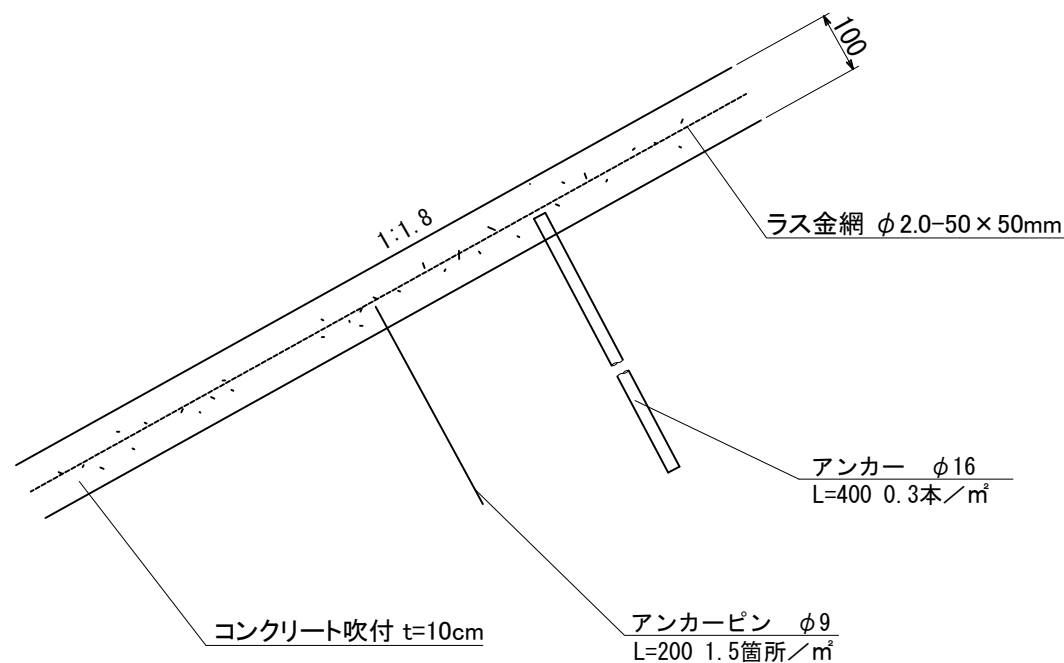 100
1:1.8
ラス金網 φ2.0-50×50mm
アンカー φ16
L=400 0.3本／㎡
アンカーピン φ9
L=200 1.5箇所／㎡
コンクリート吹付 t=10cm